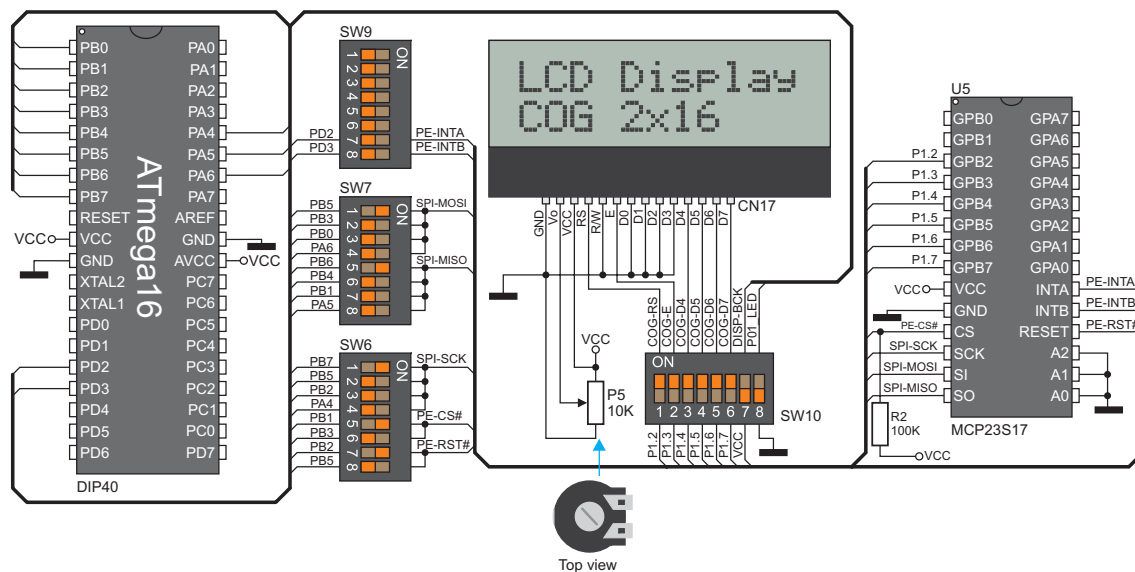 PB0
PB1
PB2
PB3
PB4
PB5
PB6
PB7
RESET
VCC
VCC
GND
XTAL2
XTAL1
PD0
PD1
PD2
PD3
PD4
PD5
PD6
ATmega16
PA0
PA1
PA2
PA3
PA4
PA5
PA6
PA7
AREF
GND
AVCC
VCC
PC7
PC6
PC5
PC4
PC3
PC2
PC1
PC0
PD7
DIP40
SW9
ON
1
2
3
4
5
6
7
8
PD2
PD3
PE-INTA
PE-INTB
SW7
ON
1
2
3
4
5
6
7
8
PB5
PB3
PB0
PA6
PB6
PB4
PB1
PA5
SPI-MOSI
SPI-MISO
SW6
ON
1
2
3
4
5
6
7
8
PB7
PB5
PB2
PA4
PB1
PB3
PB2
PB5
SPI-SCK
PE-CS#
PE-RST#
LCD Display
COG 2x16
CN17
GND
Vo
VCC
RS
R/W
E
D0
D1
D2
D3
D4
D5
D6
D7
COG-RS
COG-E
COG-D4
COG-D5
COG-D6
COG-D7
DISP-BCK
P01_LED
VCC
P5
10K
ON
1 2 3 4 5 6 7 8
SW10
P1.2
P1.3
P1.4
P1.5
P1.6
P1.7
VCC
Top view
U5
P1.2
P1.3
P1.4
P1.5
P1.6
P1.7
VCC
PE-CS#
SPI-SCK
SPI-MOSI
SPI-MISO
GPB0
GPB1
GPB2
GPB3
GPB4
GPB5
GPB6
GPB7
VCC
GND
CS
SCK
SI
SO
GPA7
GPA6
GPA5
GPA4
GPA3
GPA2
GPA1
GPA0
INTA
INTB
RESET
A2
A1
A0
PE-INTA
PE-INTB
PE-RST#
MCP23S17
R2
100K
VCC